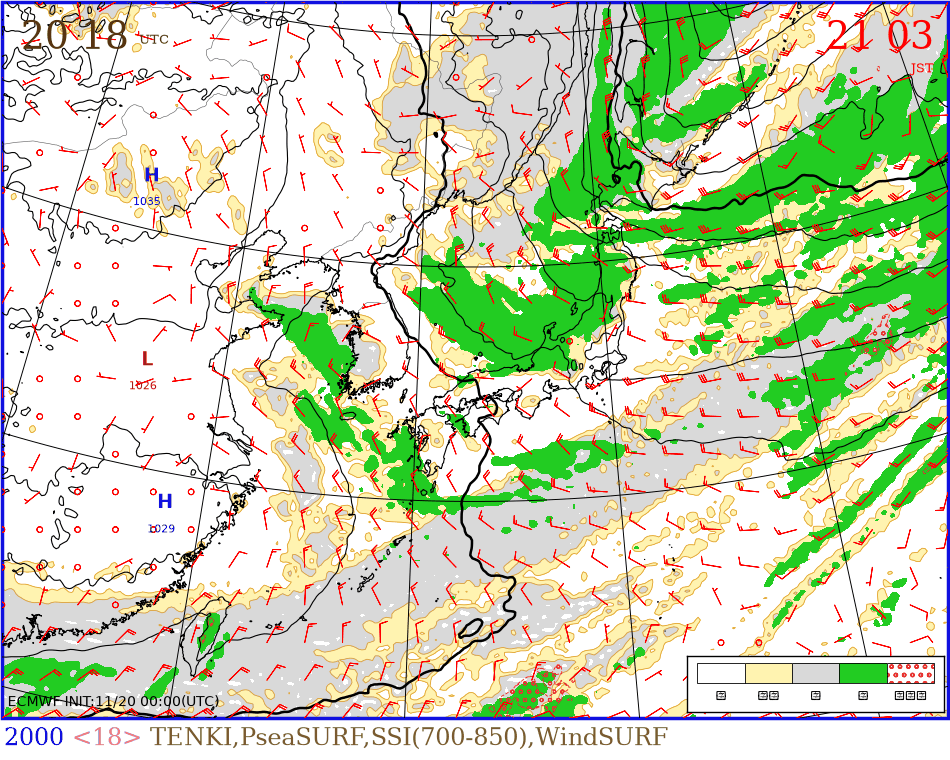 20 18 UTC
21 03
JST
H
1035
L
1026
H
1029
ECMWF INIT:11/20 00:00(UTC)
2000 <18> TENKI,PseaSURF,SSI(700-850),WindSURF